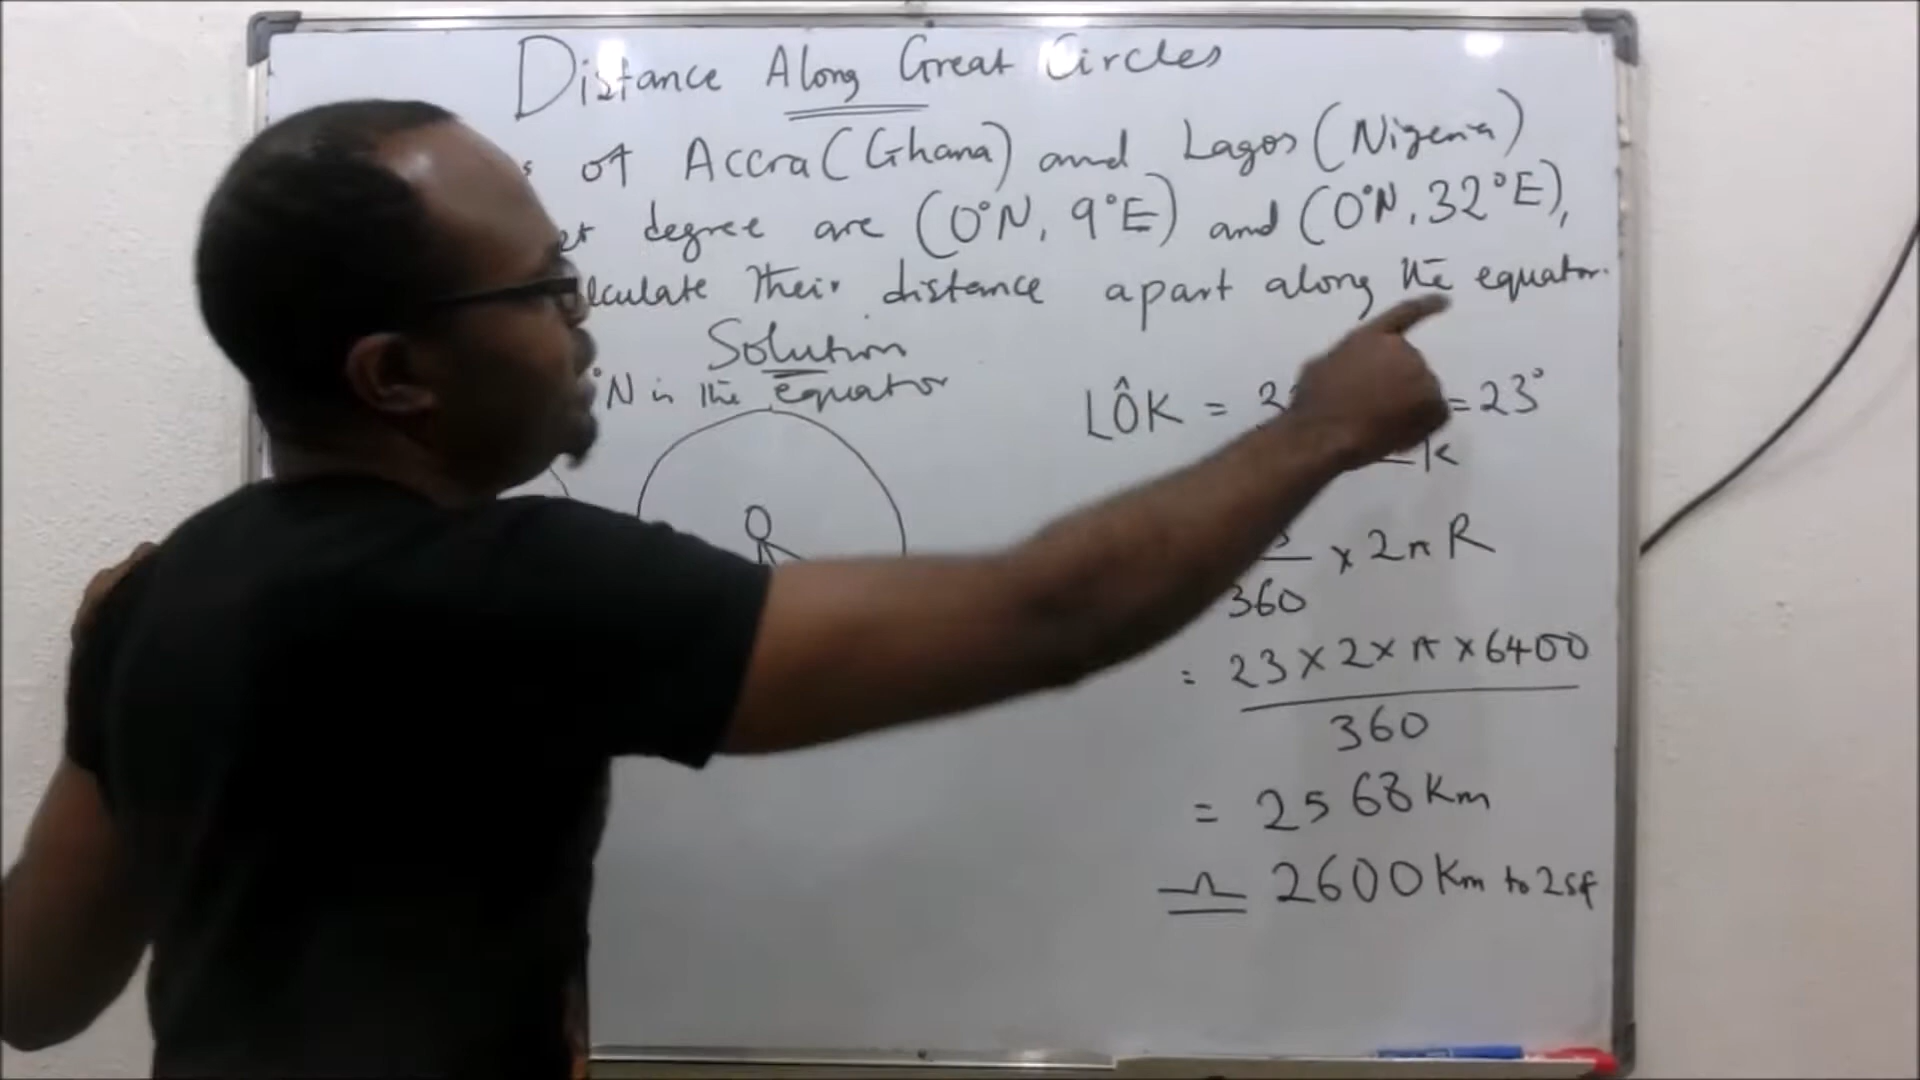 Distance Along Great Circles
s of Accra (Ghana) and Lagos (Nigeria)
degree are (0°N, 9°E) and (0°N, 32°E),
lculate their distance apart along the equator.
Solution
°N is the equator
LÔK = 3 = 23°
K
O
360 × 2πR
= 23 × 2 × π × 6400
360
= 2568 Km
≏ 2600 Km to 2sf